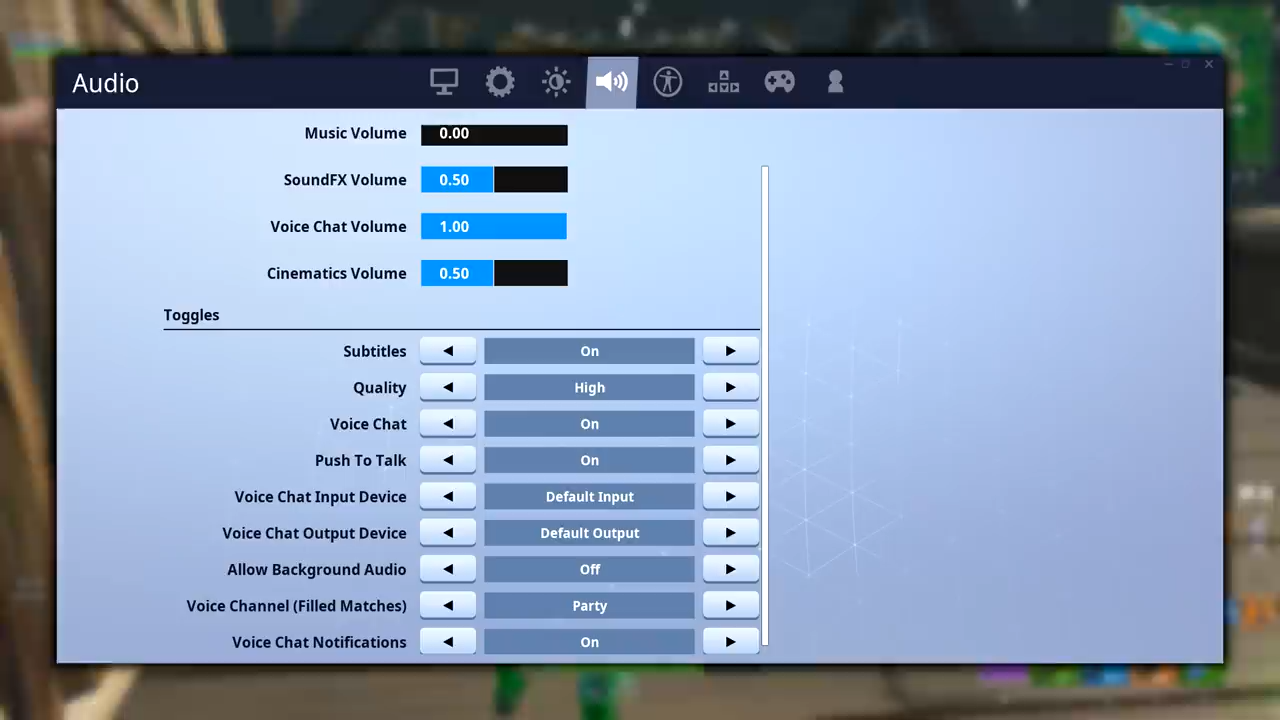 Audio
Music Volume 0.00
SoundFX Volume 0.50
Voice Chat Volume 1.00
Cinematics Volume 0.50
Toggles
Subtitles On
Quality High
Voice Chat On
Push To Talk On
Voice Chat Input Device Default Input
Voice Chat Output Device Default Output
Allow Background Audio Off
Voice Channel (Filled Matches) Party
Voice Chat Notifications On